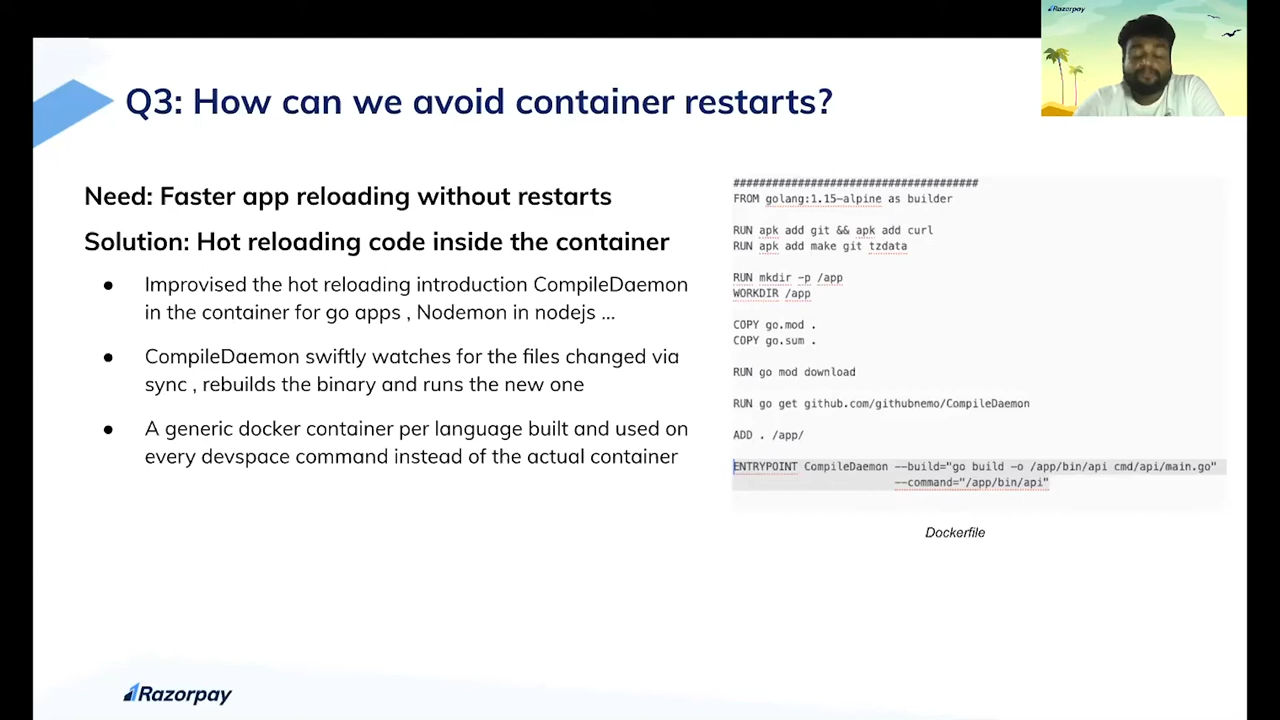 Razorpay
Q3: How can we avoid container restarts?
Need: Faster app reloading without restarts
Solution: Hot reloading code inside the container
● Improvised the hot reloading introduction CompileDaemon
in the container for go apps , Nodemon in nodejs ...
● CompileDaemon swiftly watches for the files changed via
sync , rebuilds the binary and runs the new one
● A generic docker container per language built and used on
every devspace command instead of the actual container
######################################
FROM golang:1.15-alpine as builder
RUN apk add git && apk add curl
RUN apk add make git tzdata
RUN mkdir -p /app
WORKDIR /app
COPY go.mod .
COPY go.sum .
RUN go mod download
RUN go get github.com/githubnemo/CompileDaemon
ADD . /app/
ENTRYPOINT CompileDaemon --build="go build -o /app/bin/api cmd/api/main.go"
--command="/app/bin/api"
Dockerfile
Razorpay